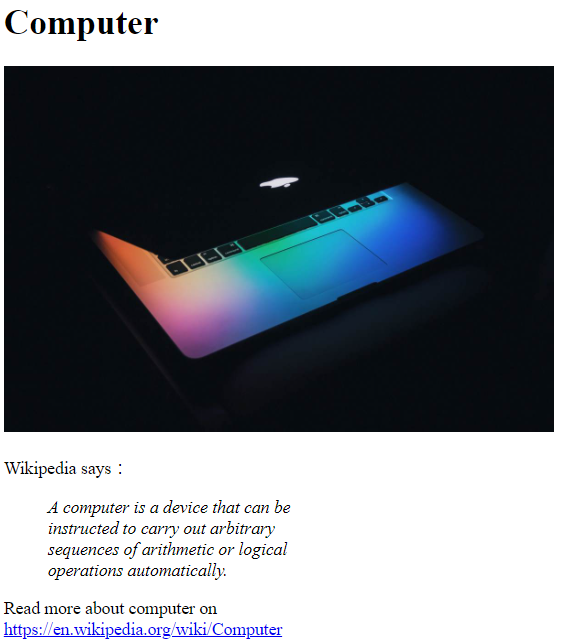 Computer
Wikipedia says：
A computer is a device that can be
instructed to carry out arbitrary
sequences of arithmetic or logical
operations automatically.
Read more about computer on
https://en.wikipedia.org/wiki/Computer